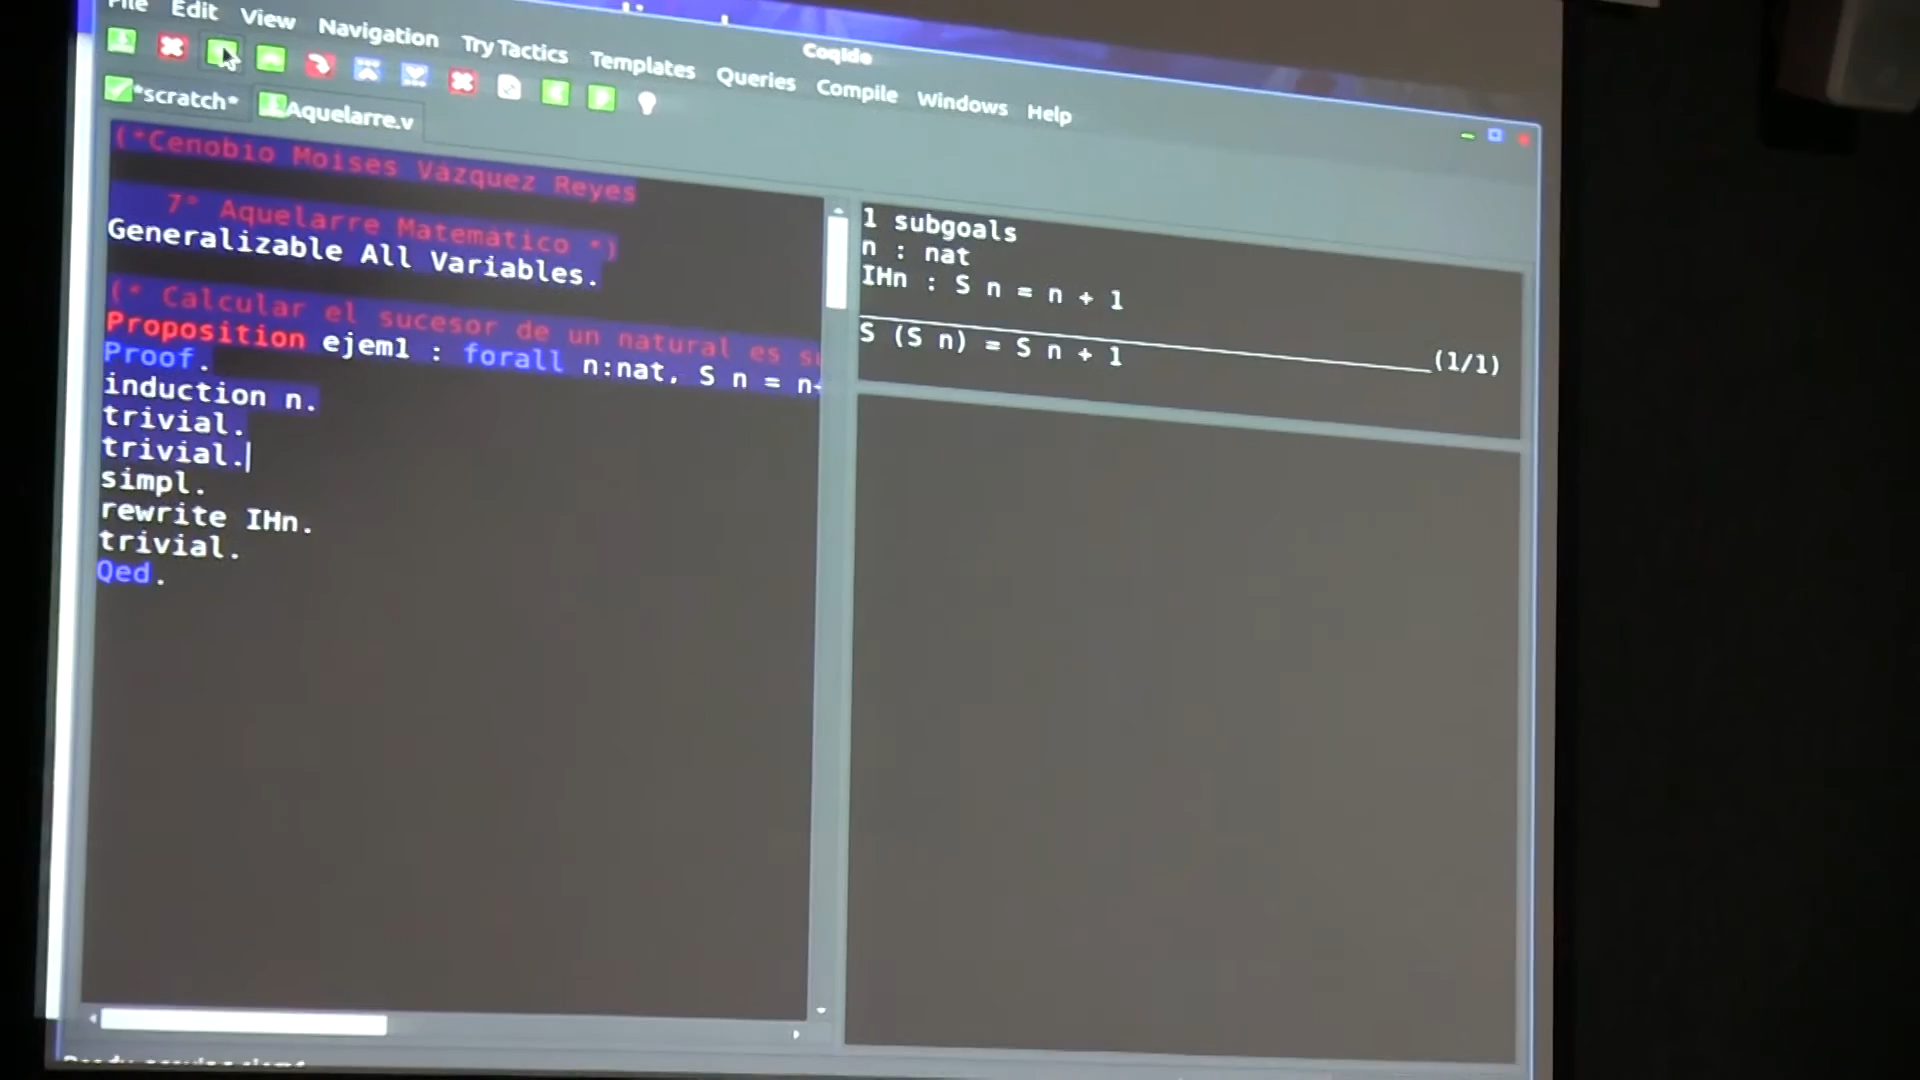 File Edit View Navigation Try Tactics Templates Queries Compile Windows Help
CoqIde
*scratch* Aquelarre.v
(*Cenobio Moises Vazquez Reyes
7° Aquelarre Matematico *)
Generalizable All Variables.
(* Calcular el sucesor de un natural es
Proposition ejem1 : forall n:nat, S n = n+
Proof.
induction n.
trivial.
trivial.
simpl.
rewrite IHn.
trivial.
Qed.
1 subgoals
n : nat
IHn : S n = n + 1
(1/1)
S (S n) = S n + 1